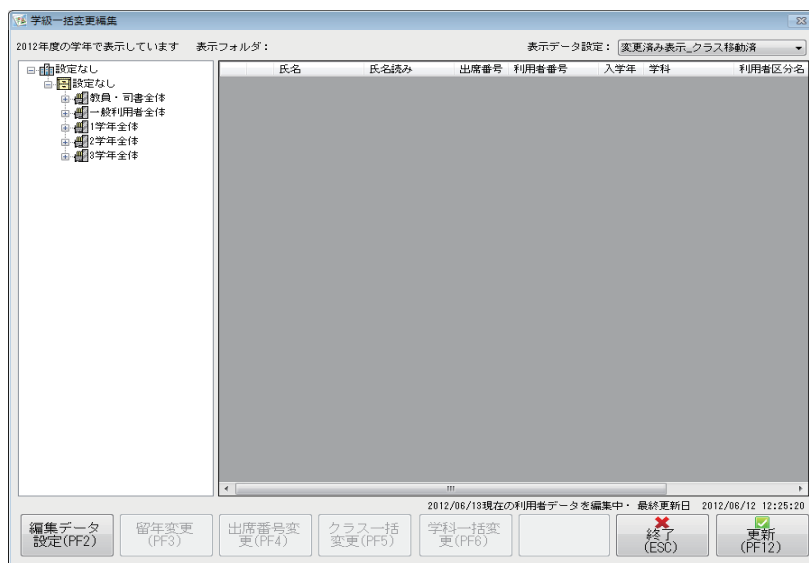 学級一括変更編集
2012年度の学年で表示しています 表示フォルダ： 表示データ設定： 変更済み表示_クラス移動済
設定なし
設定なし
教員・司書全体
一般利用者全体
1学年全体
2学年全体
3学年全体
氏名 氏名読み 出席番号 利用者番号 入学年 学科 利用者区分名
2012/06/13現在の利用者データを編集中・ 最終更新日 2012/06/12 12:25:20
編集データ
設定(PF2)
留年変更
(PF3)
出席番号変
更(PF4)
クラス一括
変更(PF5)
学科一括変
更(PF6)
終了
(ESC)
更新
(PF12)